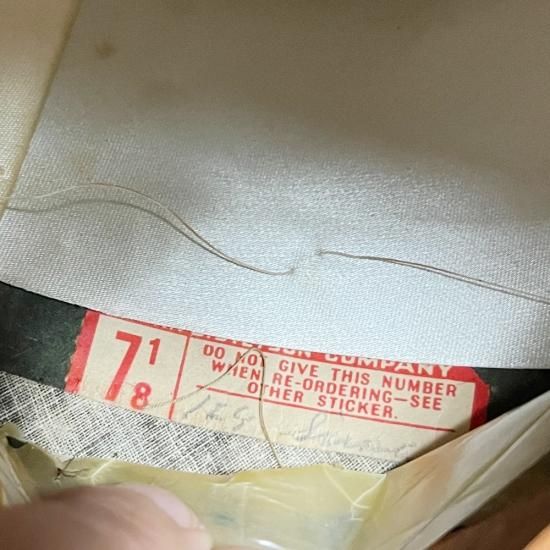 COMPANY
7 1/8
DO NOT GIVE THIS NUMBER
WHEN RE-ORDERING—SEE
OTHER STICKER.